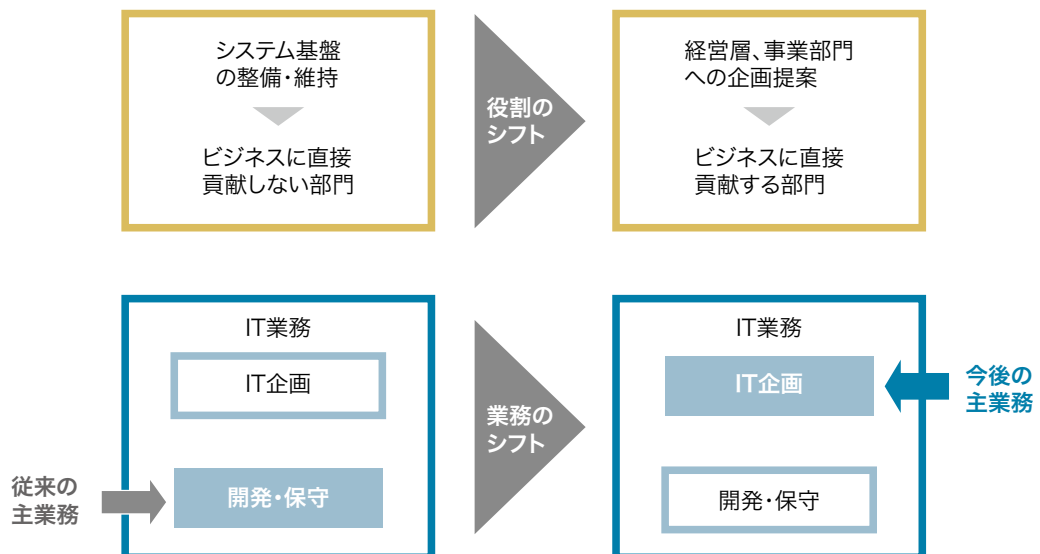 システム基盤
の整備・維持
ビジネスに直接
貢献しない部門
役割の
シフト
経営層、事業部門
への企画提案
ビジネスに直接
貢献する部門
IT業務
IT企画
開発・保守
従来の
主業務
業務の
シフト
IT業務
IT企画
開発・保守
今後の
主業務